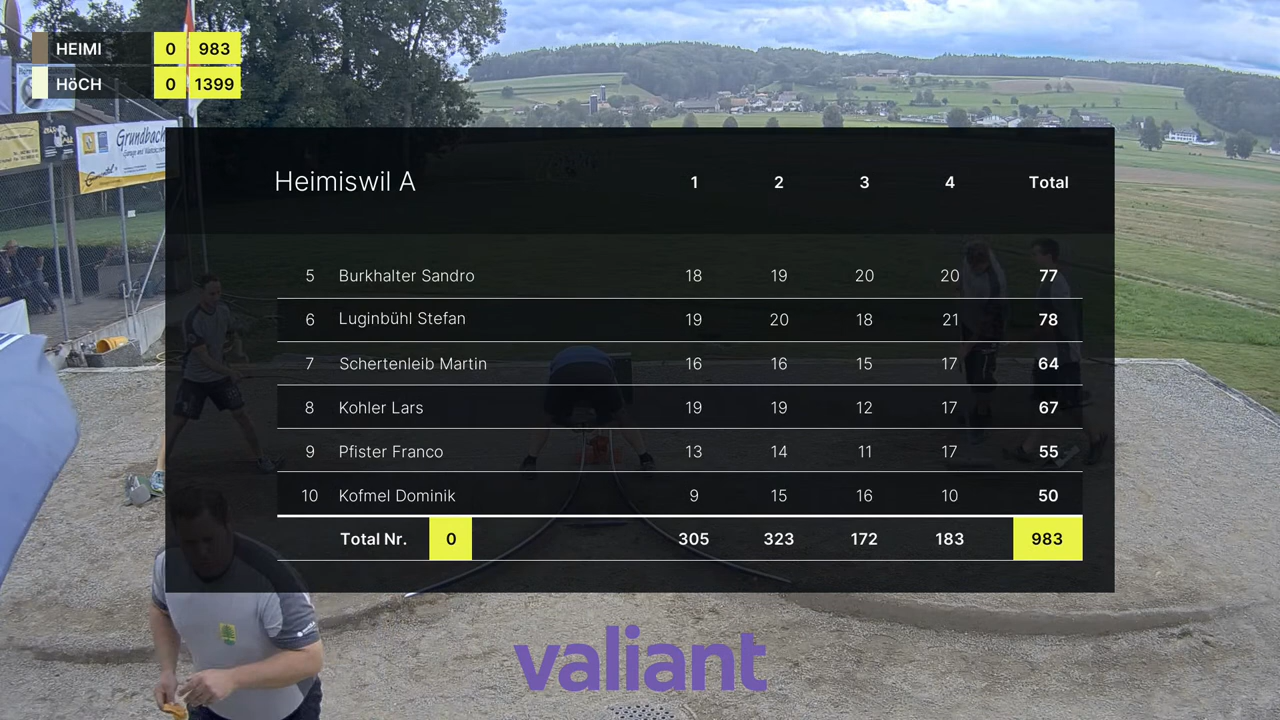 HEIMI 0 983
HöCH 0 1399
Grundbach
Heimiswil A 1 2 3 4 Total
5 Burkhalter Sandro 18 19 20 20 77
6 Luginbühl Stefan 19 20 18 21 78
7 Schertenleib Martin 16 16 15 17 64
8 Kohler Lars 19 19 12 17 67
9 Pfister Franco 13 14 11 17 55
10 Kofmel Dominik 9 15 16 10 50
Total Nr. 0 305 323 172 183 983
valiant